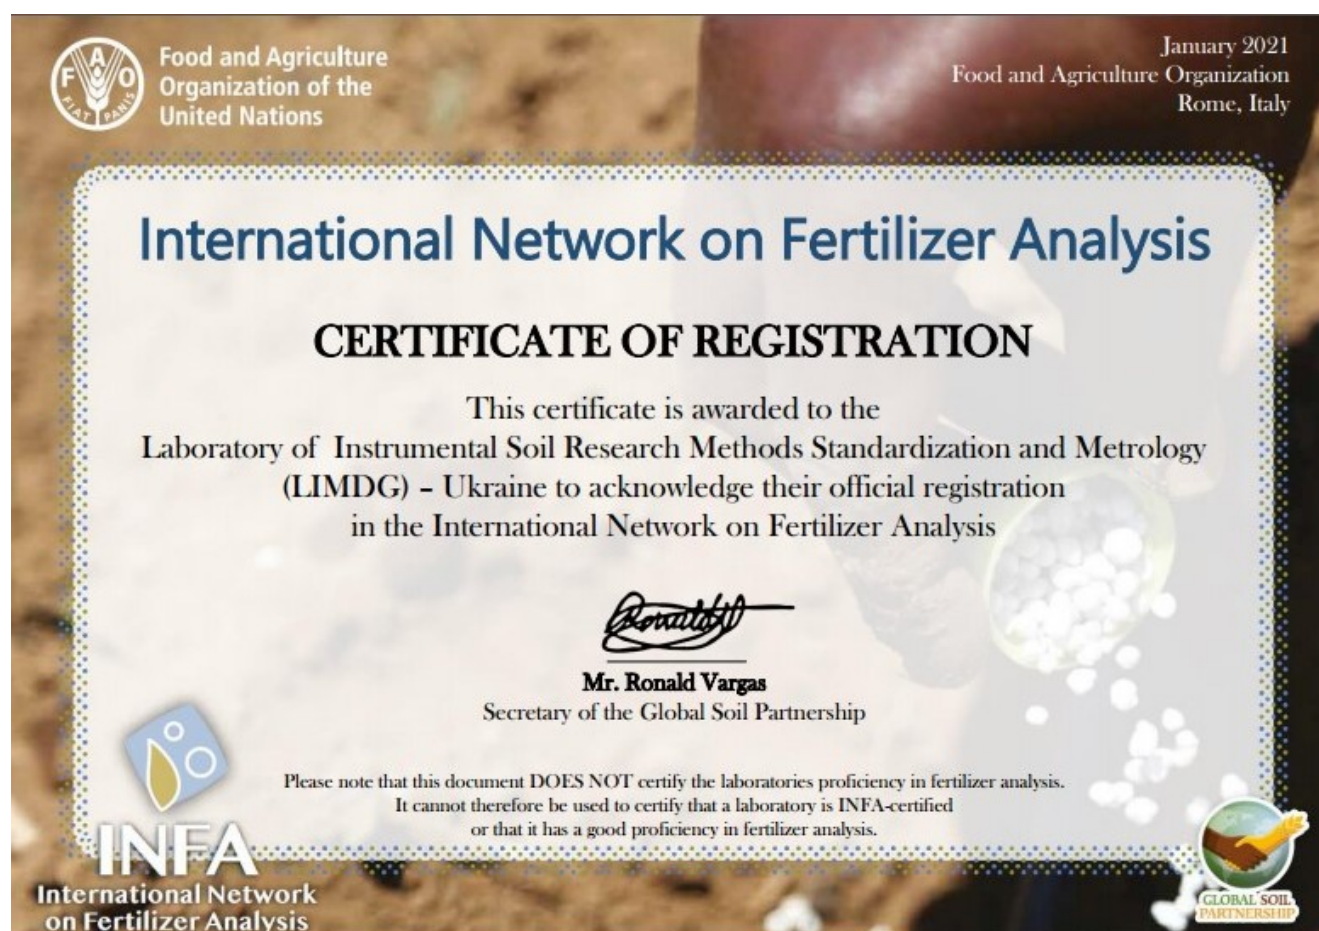 Food and Agriculture
Organization of the
United Nations
F A O
FIAT PANIS
January 2021
Food and Agriculture Organization
Rome, Italy
International Network on Fertilizer Analysis
CERTIFICATE OF REGISTRATION
This certificate is awarded to the
Laboratory of Instrumental Soil Research Methods Standardization and Metrology
(LIMDG) – Ukraine to acknowledge their official registration
in the International Network on Fertilizer Analysis
Mr. Ronald Vargas
Secretary of the Global Soil Partnership
Please note that this document DOES NOT certify the laboratories proficiency in fertilizer analysis.
It cannot therefore be used to certify that a laboratory is INFA-certified
or that it has a good proficiency in fertilizer analysis.
INFA
International Network
on Fertilizer Analysis
GLOBAL SOIL
PARTNERSHIP